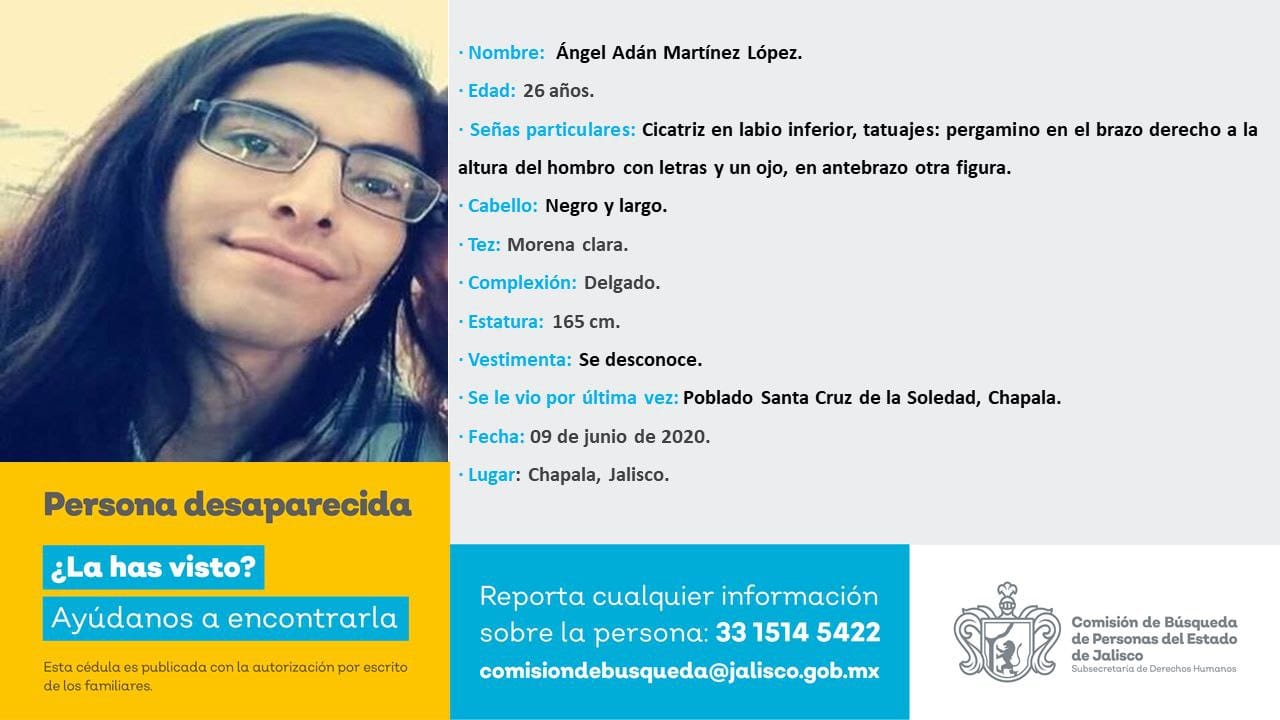 · Nombre: Ángel Adán Martínez López.
· Edad: 26 años.
· Señas particulares: Cicatriz en labio inferior, tatuajes: pergamino en el brazo derecho a la
altura del hombro con letras y un ojo, en antebrazo otra figura.
· Cabello: Negro y largo.
· Tez: Morena clara.
· Complexión: Delgado.
· Estatura: 165 cm.
· Vestimenta: Se desconoce.
· Se le vio por última vez: Poblado Santa Cruz de la Soledad, Chapala.
· Fecha: 09 de junio de 2020.
· Lugar: Chapala, Jalisco.
Persona desaparecida
¿La has visto?
Ayúdanos a encontrarla
Esta cédula es publicada con la autorización por escrito
de los familiares.
Reporta cualquier información
sobre la persona: 33 1514 5422
comisiondebusqueda@jalisco.gob.mx
Comisión de Búsqueda
de Personas del Estado
de Jalisco
Subsecretaría de Derechos Humanos